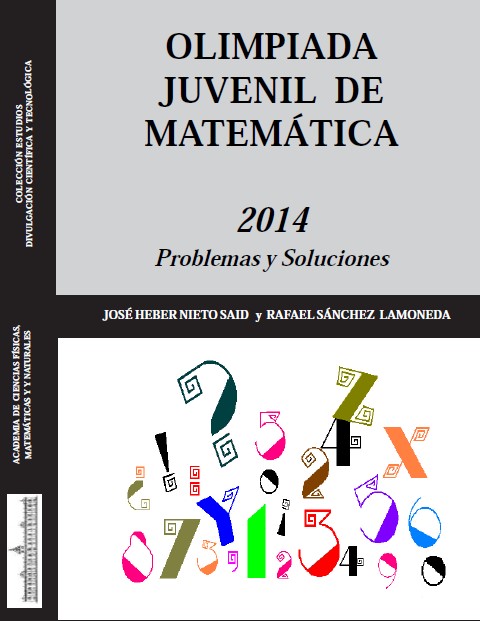 OLIMPIADA
JUVENIL DE
MATEMÁTICA
2014
Problemas y Soluciones
JOSÉ HEBER NIETO SAID y RAFAEL SÁNCHEZ LAMONEDA
COLECCIÓN ESTUDIOS
DIVULGACIÓN CIENTÍFICA Y TECNOLÓGICA
ACADEMIA DE CIENCIAS FÍSICAS,
MATEMÁTICAS Y Y NATURALES